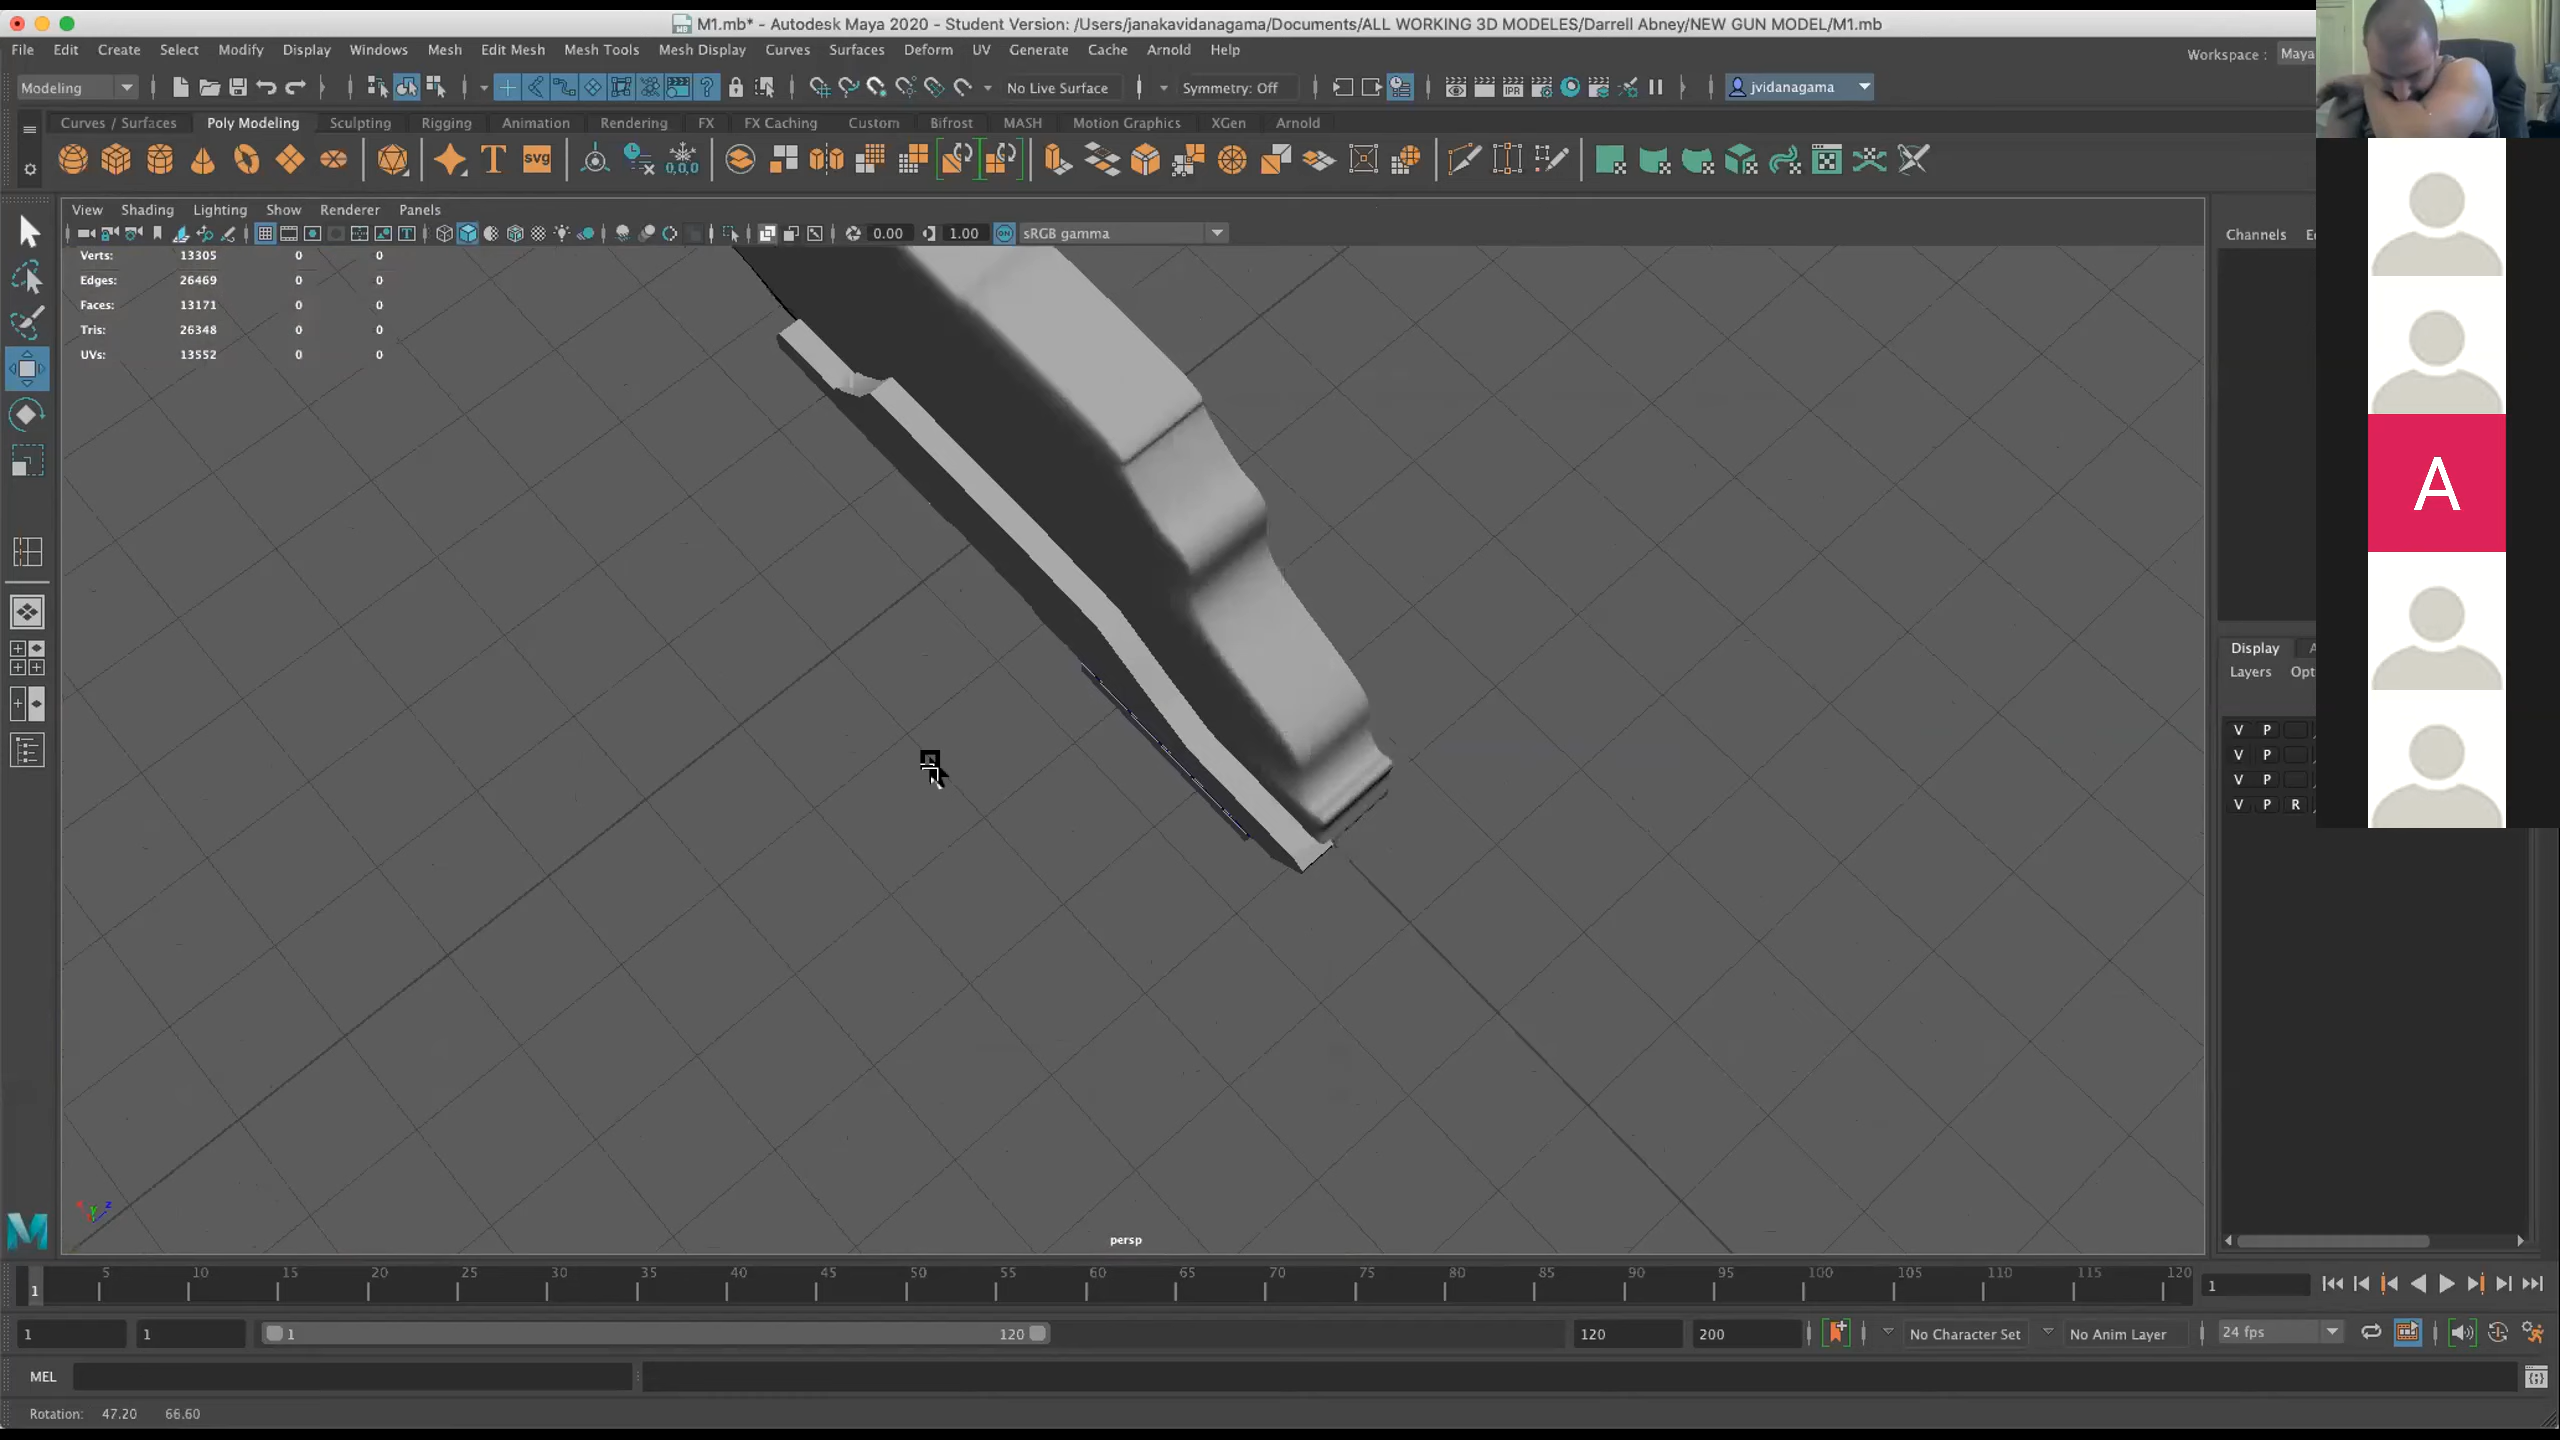 M1.mb* - Autodesk Maya 2020 - Student Version: /Users/janakavidanagama/Documents/ALL WORKING 3D MODELES/Darrell Abney/NEW GUN MODEL/M1.mb
File Edit Create Select Modify Display Windows Mesh Edit Mesh Mesh Tools Mesh Display Curves Surfaces Deform UV Generate Cache Arnold Help
Workspace : Maya
Modeling No Live Surface Symmetry: Off IPR jvidanagama
Curves / Surfaces Poly Modeling Sculpting Rigging Animation Rendering FX FX Caching Custom Bifrost MASH Motion Graphics XGen Arnold
T svg 0,0,0
View Shading Lighting Show Renderer Panels
0.00 1.00 ON sRGB gamma
Channels
Verts: 13305 0 0
Edges: 26469 0 0
Faces: 13171 0 0
Tris: 26348 0 0
UVs: 13552 0 0
A
Display
Layers
V P
V P
V P
V P R
persp
5 10 15 20 25 30 35 40 45 50 55 60 65 70 75 80 85 90 95 100 105 110 115 120
1 1
1 1 1 120 120 200 No Character Set No Anim Layer 24 fps
MEL
Rotation: 47.20 66.60